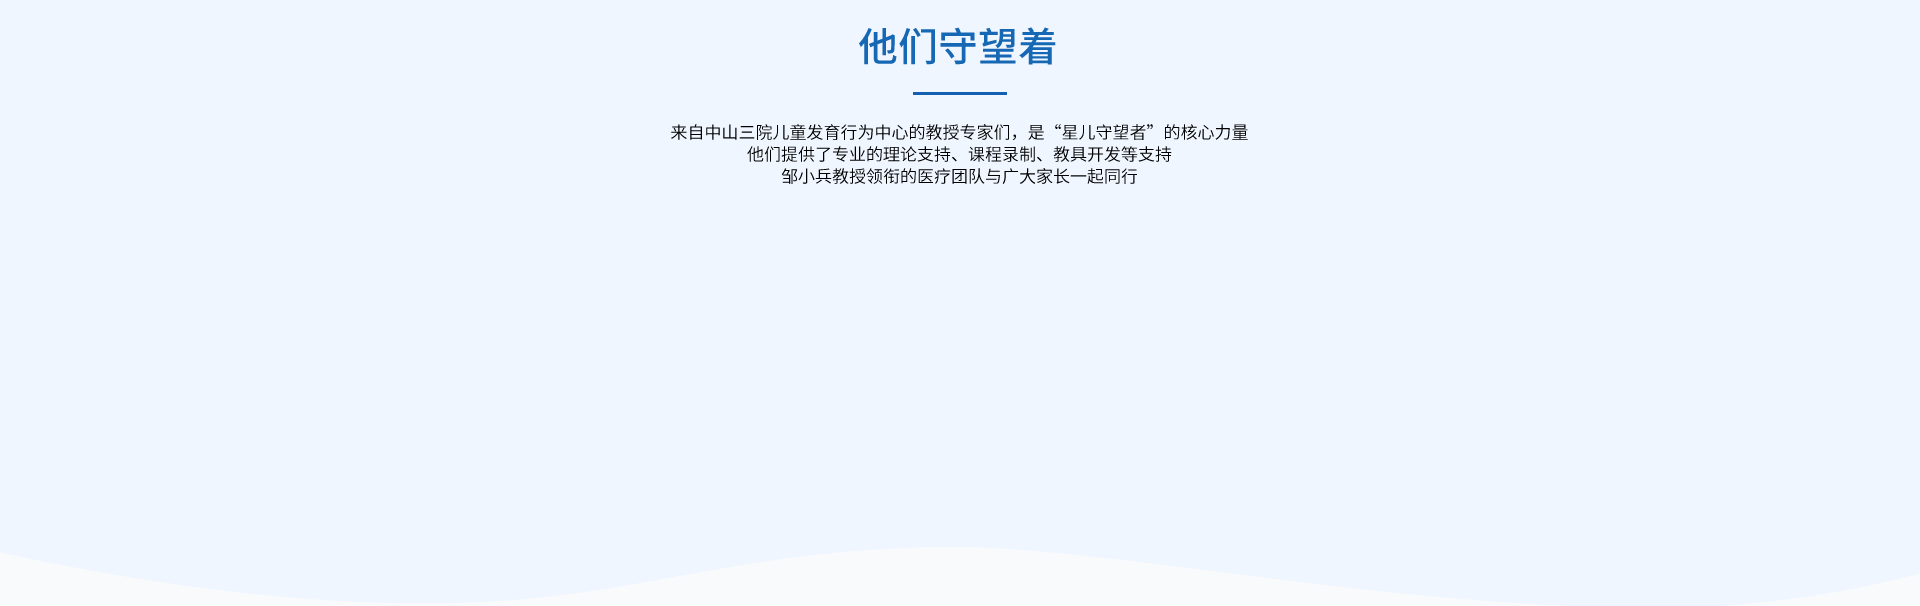 他们守望着
来自中山三院儿童发育行为中心的教授专家们，是“星儿守望者”的核心力量
他们提供了专业的理论支持、课程录制、教具开发等支持
邹小兵教授领衔的医疗团队与广大家长一起同行